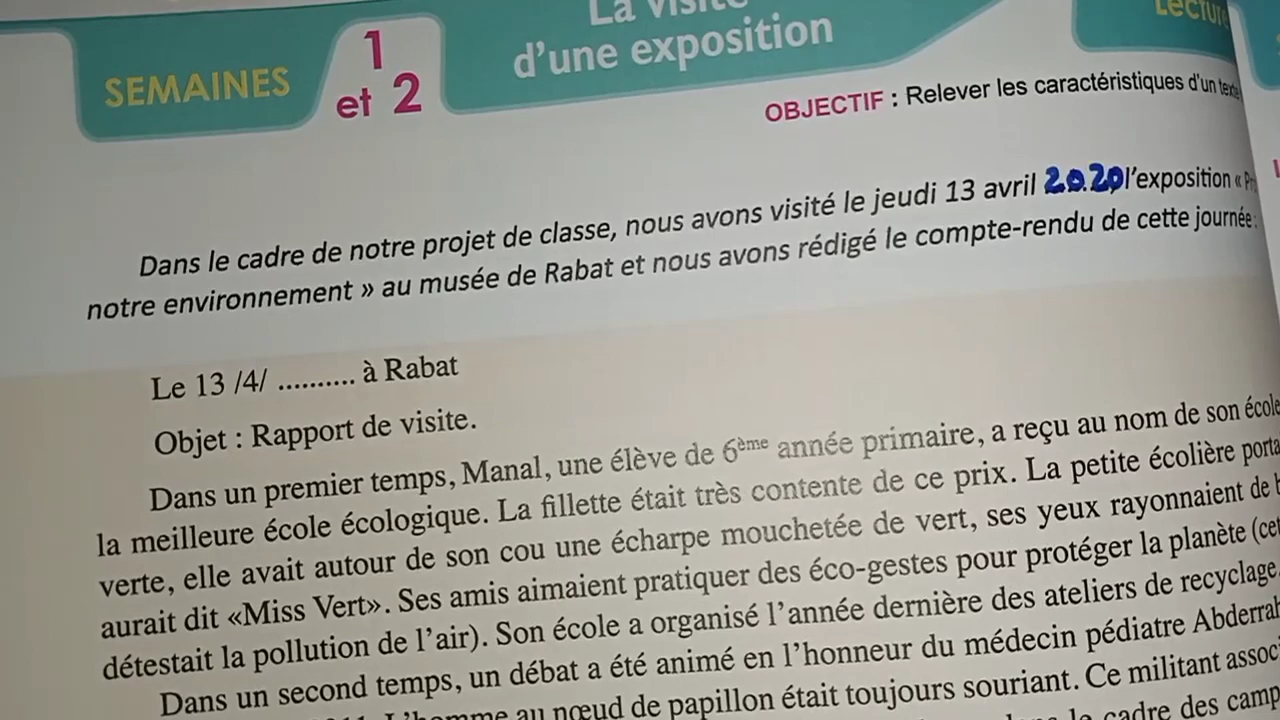 La visite
d'une exposition
SEMAINES
1
et 2
OBJECTIF : Relever les caractéristiques d'un texte
Dans le cadre de notre projet de classe, nous avons visité le jeudi 13 avril 2020, l'exposition «
notre environnement » au musée de Rabat et nous avons rédigé le compte-rendu de cette journée.
Le 13 /4/ .......... à Rabat
Objet : Rapport de visite.
Dans un premier temps, Manal, une élève de 6ème année primaire, a reçu au nom de son école
la meilleure école écologique. La fillette était très contente de ce prix. La petite écolière
verte, elle avait autour de son cou une écharpe mouchetée de vert, ses yeux rayonnaient de
aurait dit «Miss Vert». Ses amis aimaient pratiquer des éco-gestes pour protéger la planète
détestait la pollution de l'air). Son école a organisé l'année dernière des ateliers de recyclage.
Dans un second temps, un débat a été animé en l'honneur du médecin pédiatre
L'homme au nœud de papillon était toujours souriant. Ce militant
le cadre des